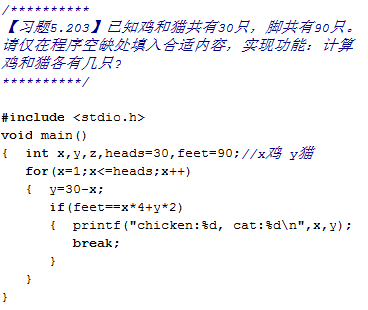 /**********
【习题5.203】已知鸡和猫共有30只，脚共有90只。
请仅在程序空缺处填入合适内容，实现功能：计算
鸡和猫各有几只?
**********/
#include <stdio.h>
void main()
{  int x,y,z,heads=30,feet=90;//x鸡 y猫
for(x=1;x<=heads;x++)
{  y=30-x;
if(feet==x*4+y*2)
{  printf("chicken:%d, cat:%d\n",x,y);
break;
}
}
}